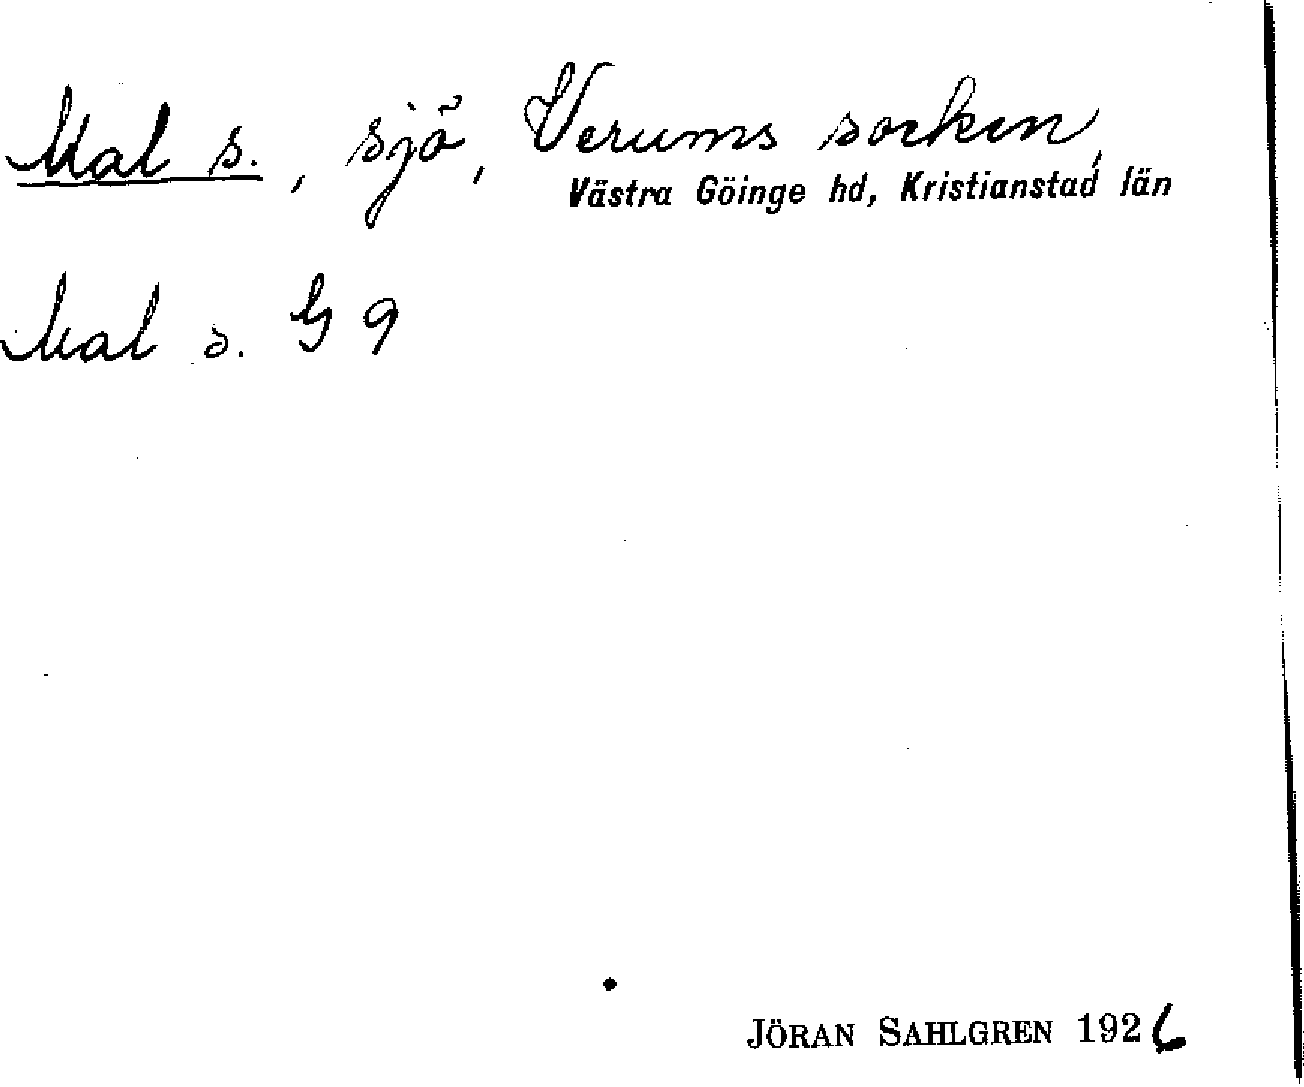 Mal s., sjö, Verums socken,
Västra Göinge hd, Kristianstad län
Mal s. G 9
JÖRAN SAHLGREN 1926